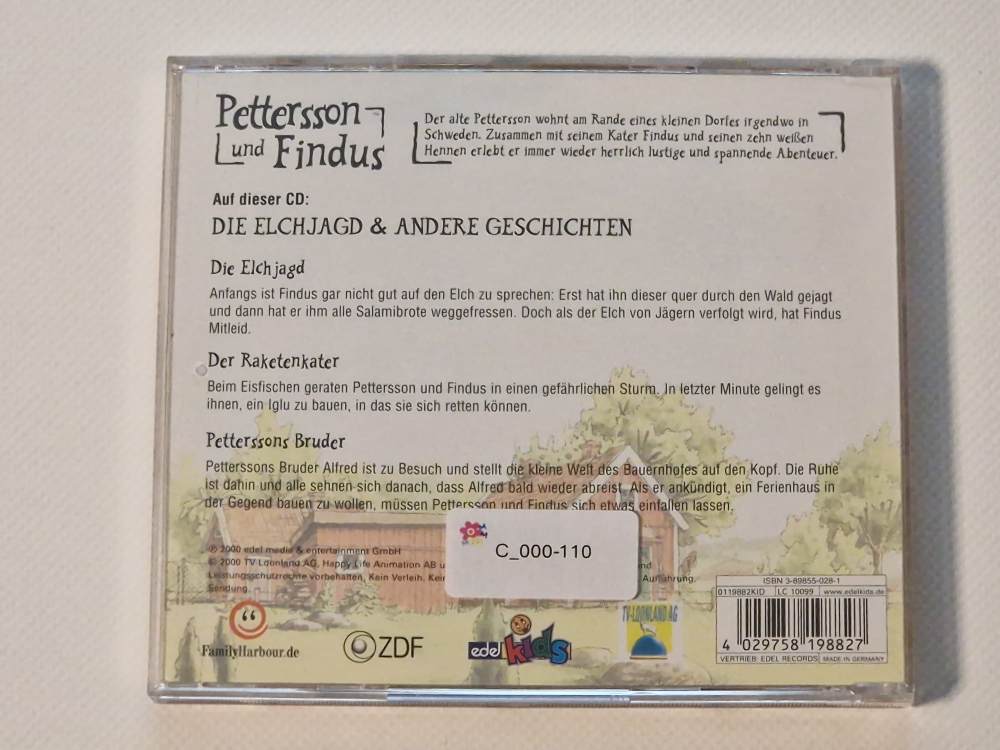 Pettersson
und Findus
Der alte Pettersson wohnt am Rande eines kleinen Dorfes irgendwo in
Schweden. Zusammen mit seinem Kater Findus und seinen zehn weißen
Hennen erlebt er immer wieder herrlich lustige und spannende Abenteuer.
Auf dieser CD:
DIE ELCHJAGD & ANDERE GESCHICHTEN
Die Elchjagd
Anfangs ist Findus gar nicht gut auf den Elch zu sprechen: Erst hat ihn dieser quer durch den Wald gejagt
und dann hat er ihm alle Salamibrote weggefressen. Doch als der Elch von Jägern verfolgt wird, hat Findus
Mitleid.
Der Raketenkater
Beim Eisfischen geraten Pettersson und Findus in einen gefährlichen Sturm. In letzter Minute gelingt es
ihnen, ein Iglu zu bauen, in das sie sich retten können.
Petterssons Bruder
Petterssons Bruder Alfred ist zu Besuch und stellt die kleine Welt des Bauernhofes auf den Kopf. Die Ruhe
ist dahin und alle sehnen sich danach, dass Alfred bald wieder abreist. Als er ankündigt, ein Ferienhaus in
der Gegend bauen zu wollen, müssen Pettersson und Findus sich etwas einfallen lassen.
℗ 2000 edel media & entertainment GmbH
© 2000 TV-Loonland AG, Happy Life Animation AB
Leistungsschutzrechte vorbehalten. Kein Verleih. Aufführung.
Sendung.
C_000-110
FamilyHarbour.de
ZDF
edel kids
TV-LOONLAND AG
ISBN 3-89855-028-1
0119882KID LC 10099 www.edelkids.de
4 029758 198827
VERTRIEB: EDEL RECORDS MADE IN GERMANY